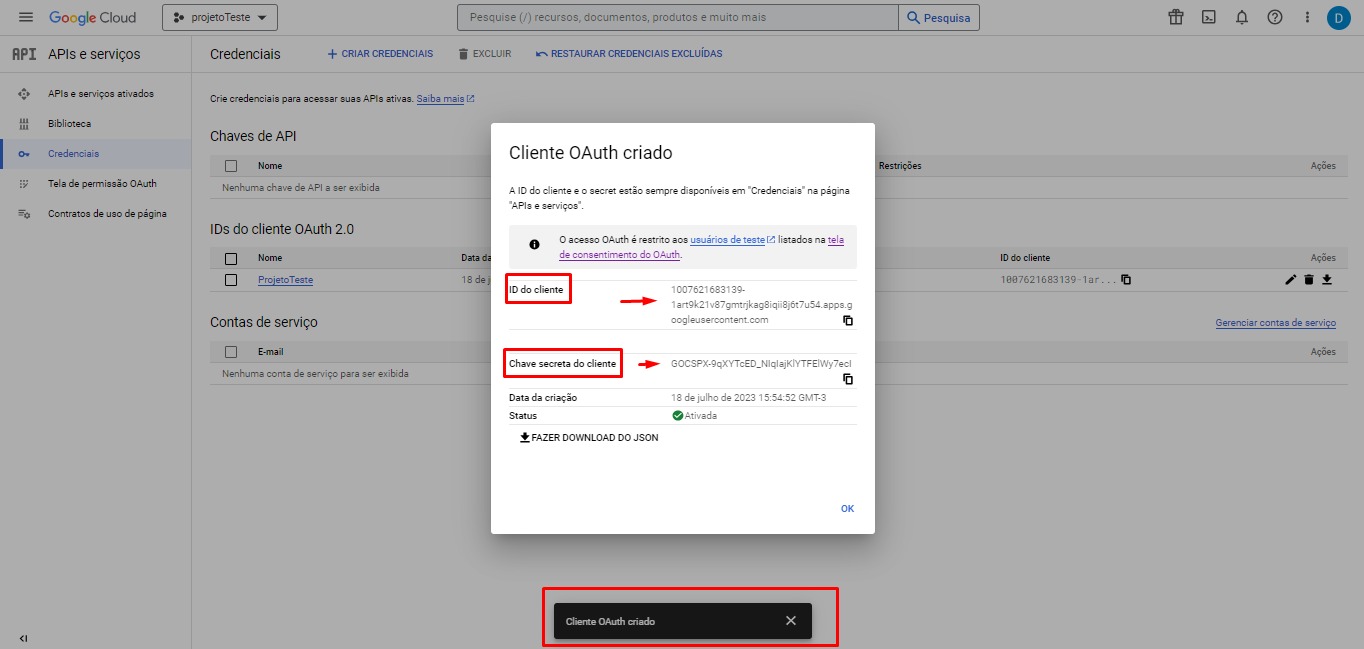 Google Cloud
projetoTeste
Pesquise (/) recursos, documentos, produtos e muito mais
Pesquisa
D
API APIs e serviços
Credenciais
CRIAR CREDENCIAIS
EXCLUIR
RESTAURAR CREDENCIAIS EXCLUÍDAS
APIs e serviços ativados
Biblioteca
Credenciais
Tela de permissão OAuth
Contratos de uso de página
Crie credenciais para acessar suas APIs ativas. Saiba mais
Chaves de API
Nome
Restrições
Ações
Nenhuma chave de API a ser exibida
IDs do cliente OAuth 2.0
Nome
Data da
ID do cliente
Ações
ProjetoTeste
18 de j
1007621683139-1ar...
Contas de serviço
Gerenciar contas de serviço
E-mail
Ações
Nenhuma conta de serviço para ser exibida
Cliente OAuth criado
A ID do cliente e o secret estão sempre disponíveis em "Credenciais" na página
"APIs e serviços".
O acesso OAuth é restrito aos usuários de teste listados na tela
de consentimento do OAuth.
ID do cliente
1007621683139-
1art9k21v87gmtrjkag8iqii8j6t7u54.apps.g
oogleusercontent.com
Chave secreta do cliente
Data da criação
18 de julho de 2023 15:54:52 GMT-3
Status
Ativada
FAZER DOWNLOAD DO JSON
OK
Cliente OAuth criado